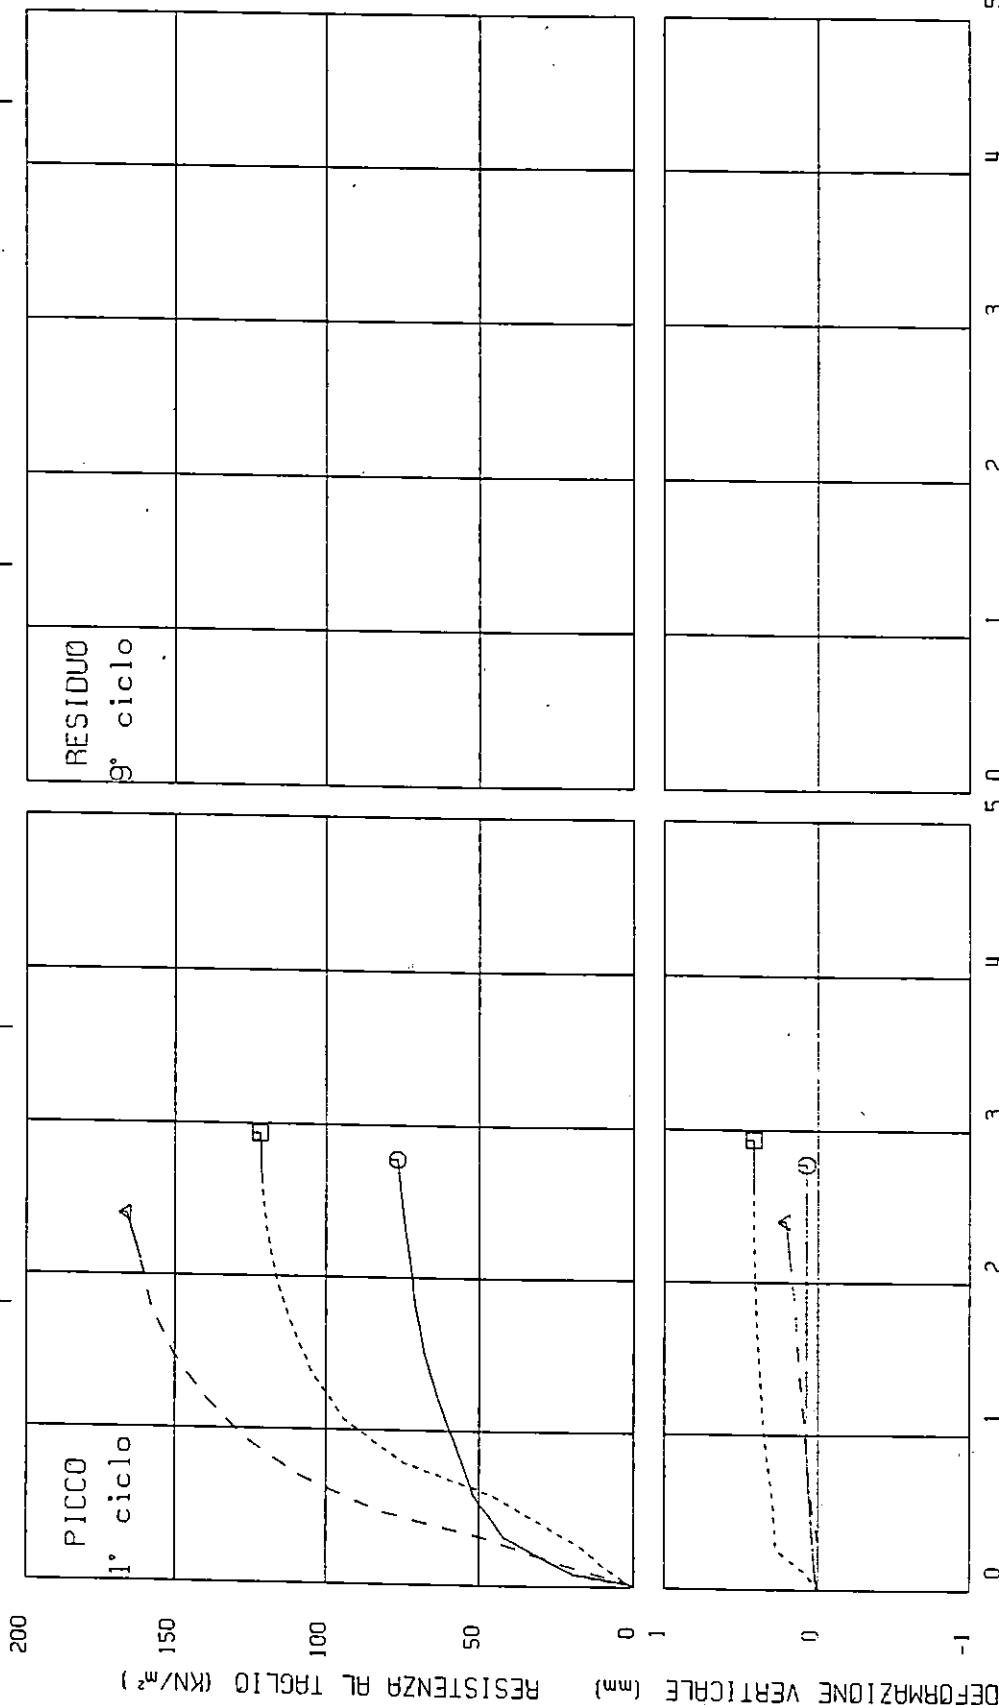 RESISTENZA AL TAGLIO (KN/m²)
200
150
100
50
0
PICCO
1° ciclo
RESIDUO
9° ciclo
DEFORMAZIONE VERTICALE (mm)
1
0
-1
0 1 2 3 4 5
0 1 2 3 4